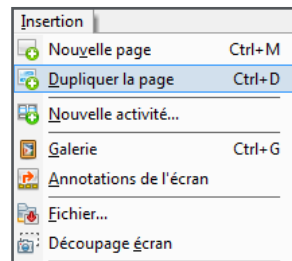 Insertion
Nouvelle page Ctrl+M
Dupliquer la page Ctrl+D
Nouvelle activité...
Galerie Ctrl+G
Annotations de l'écran
Fichier...
Découpage écran